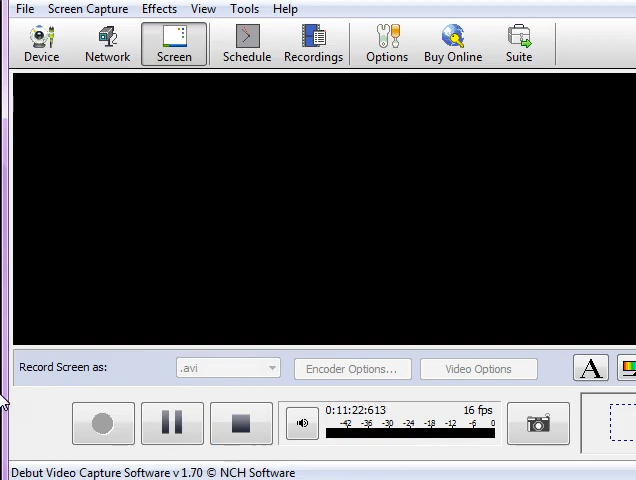 File Screen Capture Effects View Tools Help
Device Network Screen Schedule Recordings Options Buy Online Suite
Record Screen as: .avi Encoder Options... Video Options A
0:11:22:613 16 fps
-42 -36 -30 -24 -18 -12 -6 0
Debut Video Capture Software v 1.70 © NCH Software